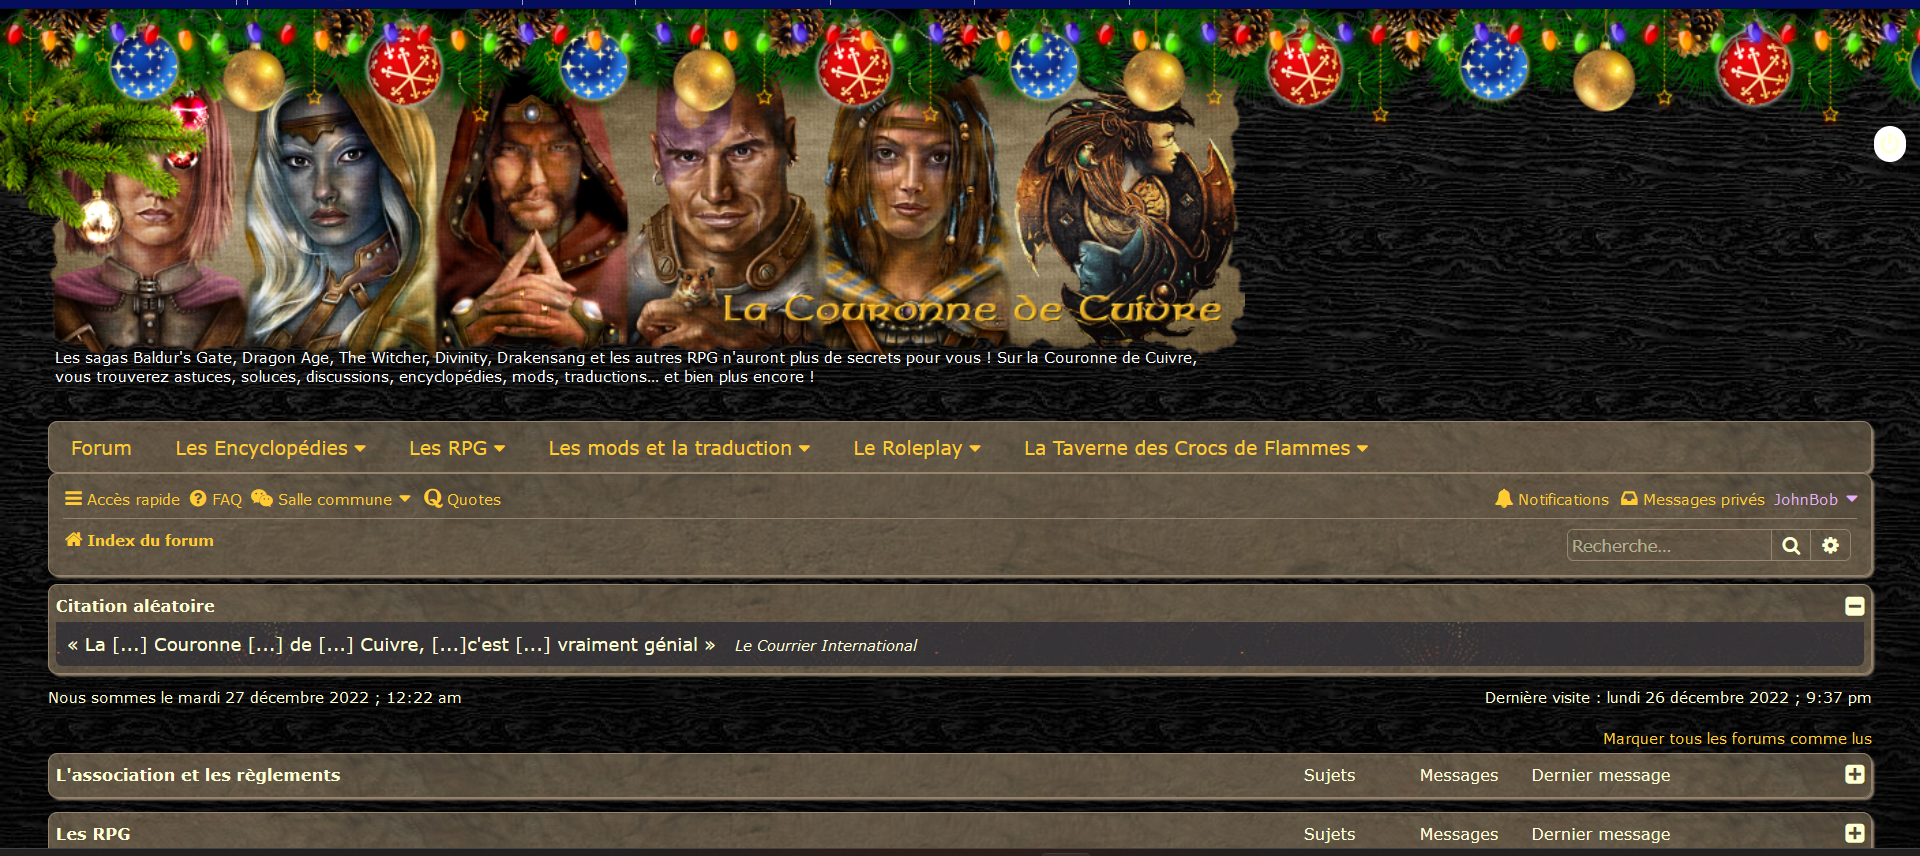 La Couronne de Cuivre
Les sagas Baldur's Gate, Dragon Age, The Witcher, Divinity, Drakensang et les autres RPG n'auront plus de secrets pour vous ! Sur la Couronne de Cuivre,
vous trouverez astuces, soluces, discussions, encyclopédies, mods, traductions... et bien plus encore !
Forum Les Encyclopédies Les RPG Les mods et la traduction Le Roleplay La Taverne des Crocs de Flammes
Accès rapide FAQ Salle commune Quotes Notifications Messages privés JohnBob
Index du forum Recherche...
Citation aléatoire
« La [...] Couronne [...] de [...] Cuivre, [...]c'est [...] vraiment génial » Le Courrier International
Nous sommes le mardi 27 décembre 2022 ; 12:22 am Dernière visite : lundi 26 décembre 2022 ; 9:37 pm
Marquer tous les forums comme lus
L'association et les règlements Sujets Messages Dernier message
Les RPG Sujets Messages Dernier message